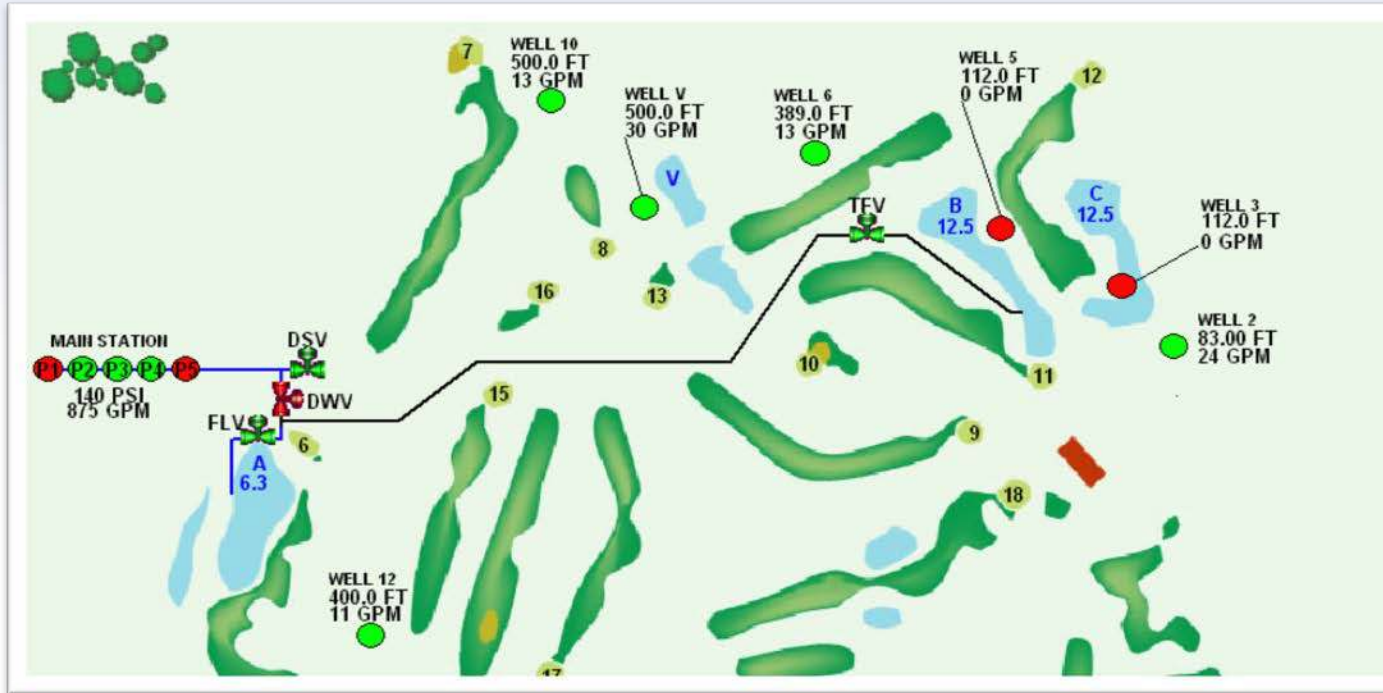 7
WELL 10
500.0 FT
13 GPM
WELL V
500.0 FT
30 GPM
V
WELL 6
389.0 FT
13 GPM
WELL 5
112.0 FT
0 GPM
12
B
12.5
C
12.5
WELL 3
112.0 FT
0 GPM
TFV
8
13
16
WELL 2
83.00 FT
24 GPM
MAIN STATION
P1 P2 P3 P4 P5
140 PSI
875 GPM
DSV
DWV
FLV
6
A
6.3
10
11
15
9
18
WELL 12
400.0 FT
11 GPM
17